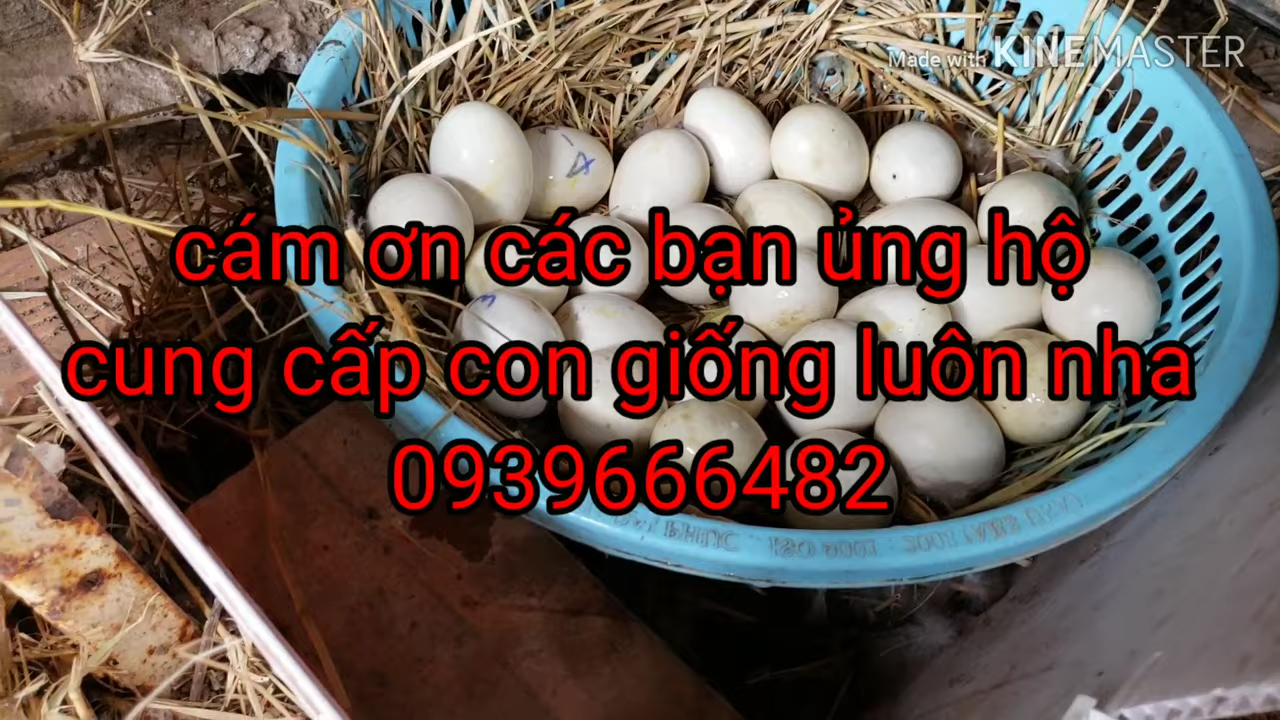 Made with KINEMASTER
cám ơn các bạn ủng hộ
cung cấp con giống luôn nha
0939666482